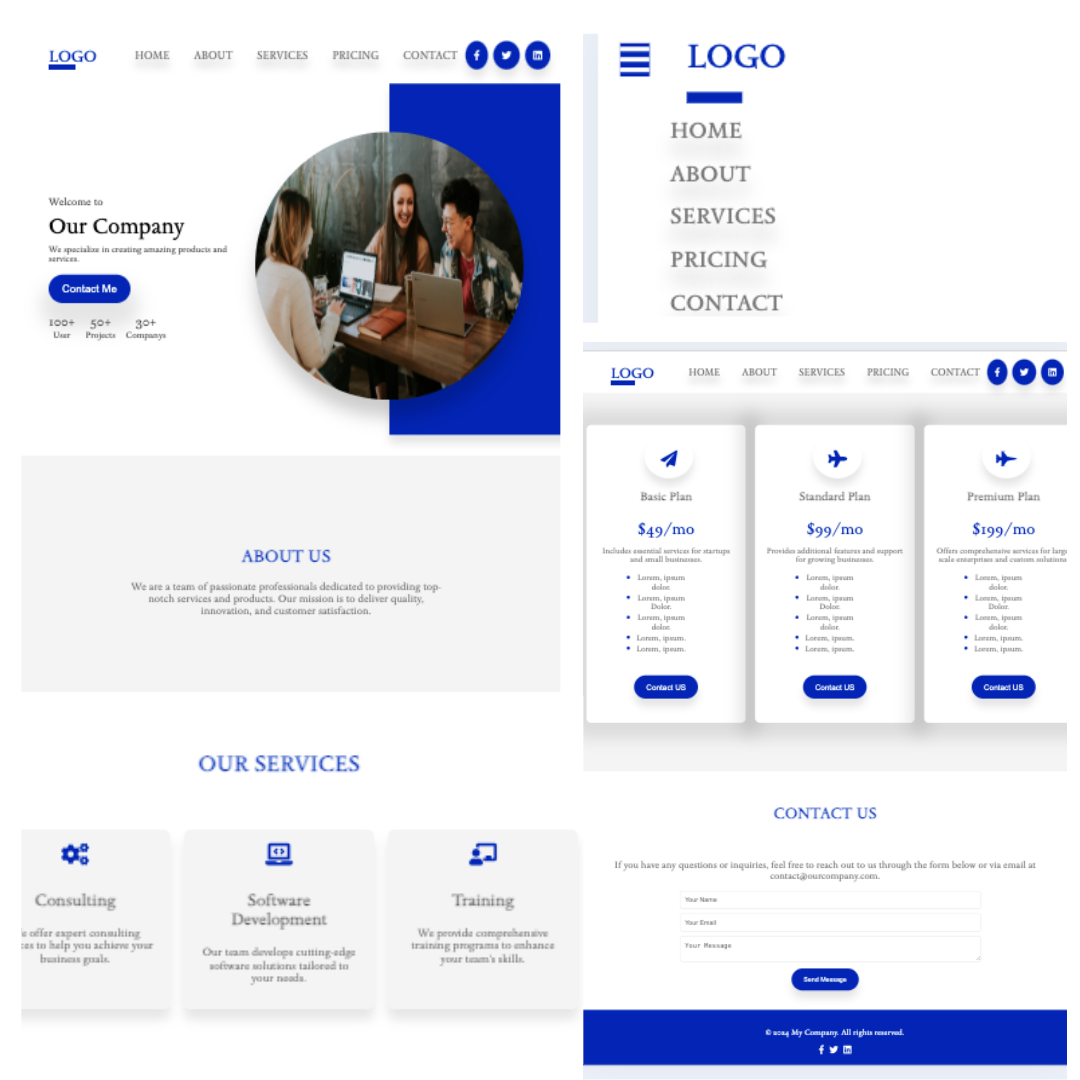 LOGO HOME ABOUT SERVICES PRICING CONTACT
Welcome to
Our Company
We specialize in creating amazing products and
services.
Contact Me
100+ 50+ 30+
User Projects Companys
ABOUT US
We are a team of passionate professionals dedicated to providing top-
notch services and products. Our mission is to deliver quality,
innovation, and customer satisfaction.
OUR SERVICES
Consulting
offer expert consulting
to help you achieve your
business goals.
Software
Development
Our team develops cutting-edge
software solutions tailored to
your needs.
Training
We provide comprehensive
training programs to enhance
your team's skills.
LOGO
HOME
ABOUT
SERVICES
PRICING
CONTACT
LOGO HOME ABOUT SERVICES PRICING CONTACT
Basic Plan
$49/mo
Includes essential services for startups
and small businesses.
Lorem, ipsum
dolor.
Lorem, ipsum
Dolor.
Lorem, ipsum
dolor.
Lorem, ipsum.
Lorem, ipsum.
Contact US
Standard Plan
$99/mo
Provides additional features and support
for growing businesses.
Lorem, ipsum
dolor.
Lorem, ipsum
Dolor.
Lorem, ipsum
dolor.
Lorem, ipsum.
Lorem, ipsum.
Contact US
Premium Plan
$199/mo
Offers comprehensive services for large
scale enterprises and custom solutions
Lorem, ipsum
dolor.
Lorem, ipsum
Dolor.
Lorem, ipsum
dolor.
Lorem, ipsum.
Lorem, ipsum.
Contact US
CONTACT US
If you have any questions or inquiries, feel free to reach out to us through the form below or via email at
contact@ourcompany.com.
Your Name
Your Email
Your Message
Send Message
© 2024 My Company. All rights reserved.